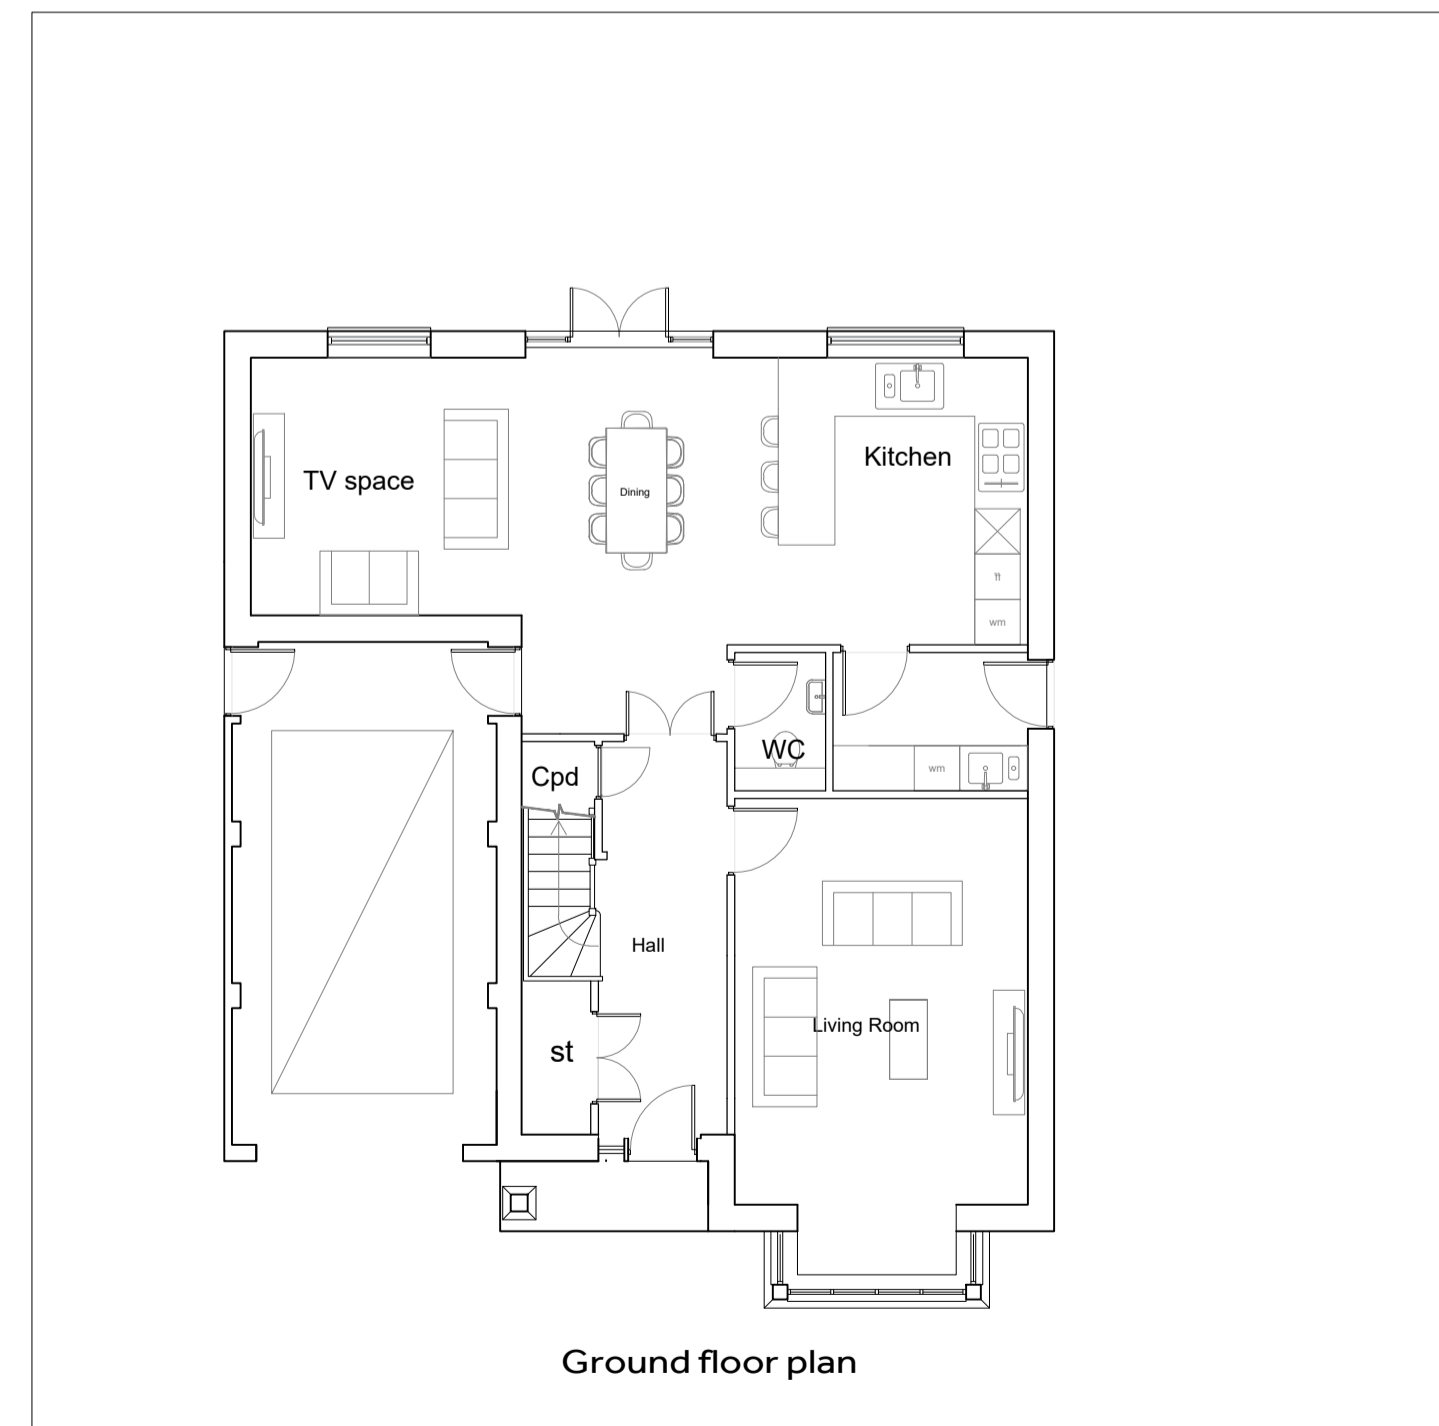 TV space
Dining
Kitchen
wm
WC
wm
Cpd
Hall
st
Living Room
Ground floor plan